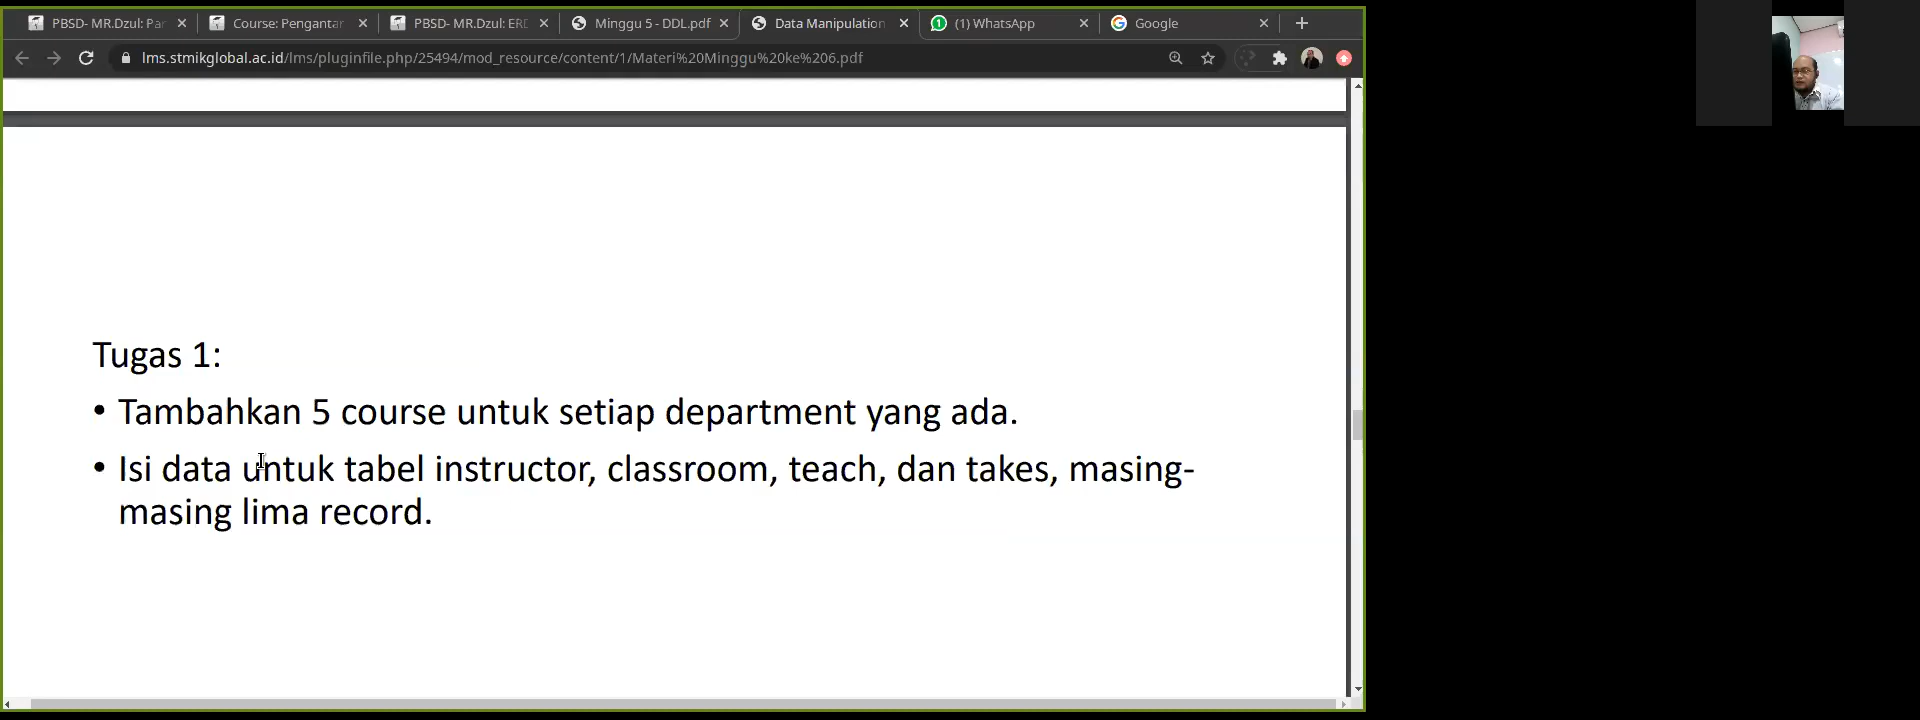 PBSD- MR.Dzul: Par
Course: Pengantar
PBSD- MR.Dzul: ERD
Minggu 5 - DDL.pdf
Data Manipulation
(1) WhatsApp
Google
lms.stmikglobal.ac.id/lms/pluginfile.php/25494/mod_resource/content/1/Materi%20Minggu%20ke%206.pdf
Tugas 1:
• Tambahkan 5 course untuk setiap department yang ada.
• Isi data untuk tabel instructor, classroom, teach, dan takes, masing-
masing lima record.